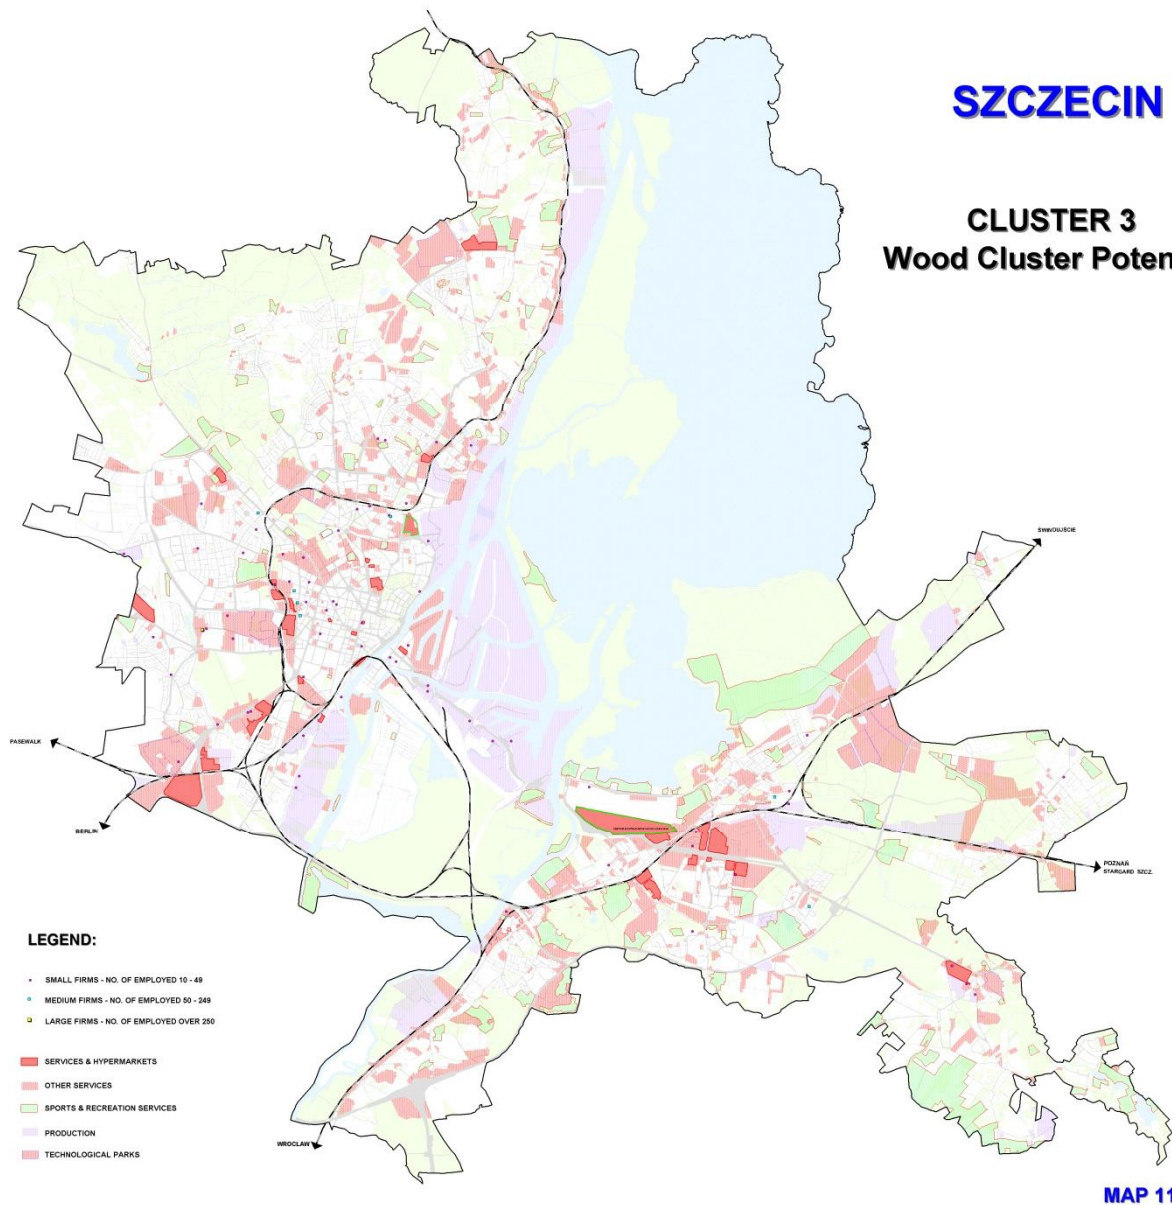 SZCZECIN
CLUSTER 3
Wood Cluster Poten
ŚWINOUJŚCIE
PASEWALK
BERLIN
POZNAŃ
STARGARD SZCZ.
LEGEND:
SMALL FIRMS - NO. OF EMPLOYED 10 - 49
MEDIUM FIRMS - NO. OF EMPLOYED 50 - 249
LARGE FIRMS - NO. OF EMPLOYED OVER 250
SERVICES & HYPERMARKETS
OTHER SERVICES
SPORTS & RECREATION SERVICES
PRODUCTION
TECHNOLOGICAL PARKS
WROCŁAW
MAP 11